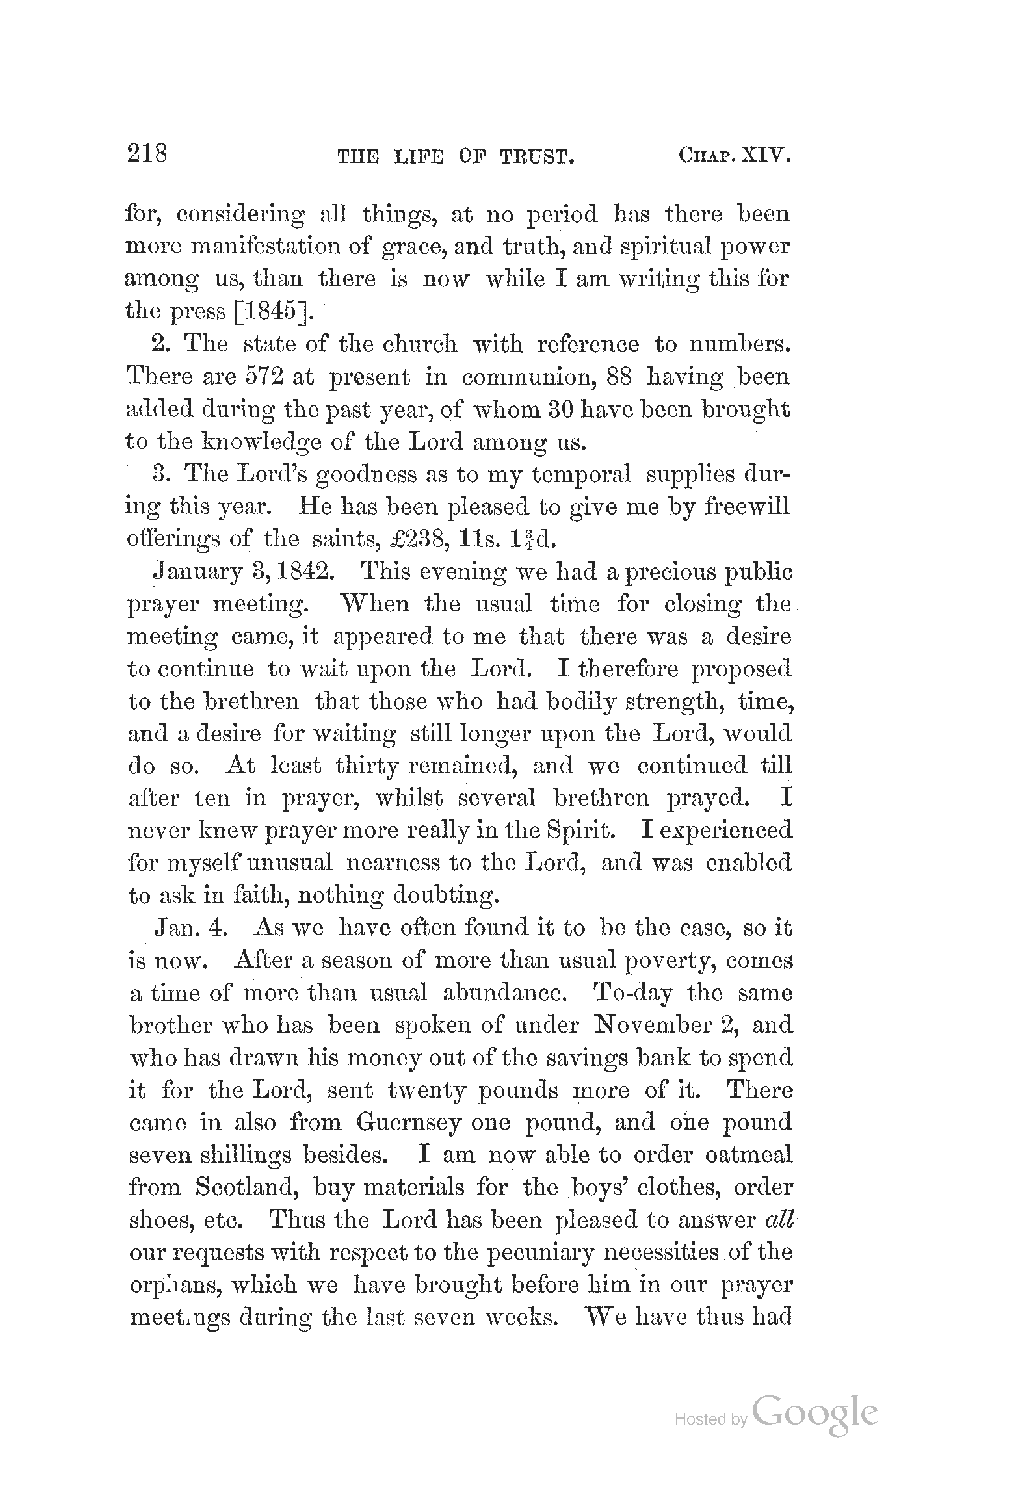 218 THE LIFE OF TRUST. CHAP. XIV.
for, considering all things, at no period has there been
more manifestation of grace, and truth, and spiritual power
among us, than there is now while I am writing this for
the press [1845].
2. The state of the church with reference to numbers.
There are 572 at present in communion, 88 having been
added during the past year, of whom 30 have been brought
to the knowledge of the Lord among us.
3. The Lord's goodness as to my temporal supplies dur-
ing this year. He has been pleased to give me by freewill
offerings of the saints, £238, 11s. 1¾d.
January 3, 1842. This evening we had a precious public
prayer meeting. When the usual time for closing the
meeting came, it appeared to me that there was a desire
to continue to wait upon the Lord. I therefore proposed
to the brethren that those who had bodily strength, time,
and a desire for waiting still longer upon the Lord, would
do so. At least thirty remained, and we continued till
after ten in prayer, whilst several brethren prayed. I
never knew prayer more really in the Spirit. I experienced
for myself unusual nearness to the Lord, and was enabled
to ask in faith, nothing doubting.
Jan. 4. As we have often found it to be the case, so it
is now. After a season of more than usual poverty, comes
a time of more than usual abundance. To-day the same
brother who has been spoken of under November 2, and
who has drawn his money out of the savings bank to spend
it for the Lord, sent twenty pounds more of it. There
came in also from Guernsey one pound, and one pound
seven shillings besides. I am now able to order oatmeal
from Scotland, buy materials for the boys' clothes, order
shoes, etc. Thus the Lord has been pleased to answer all
our requests with respect to the pecuniary necessities of the
orphans, which we have brought before him in our prayer
meetings during the last seven weeks. We have thus had
Hosted by Google